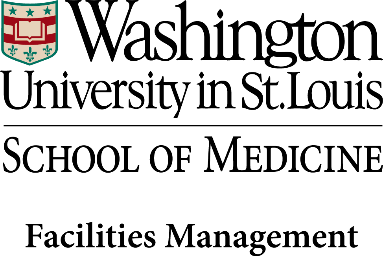 Washington
University in St. Louis
SCHOOL OF MEDICINE
Facilities Management